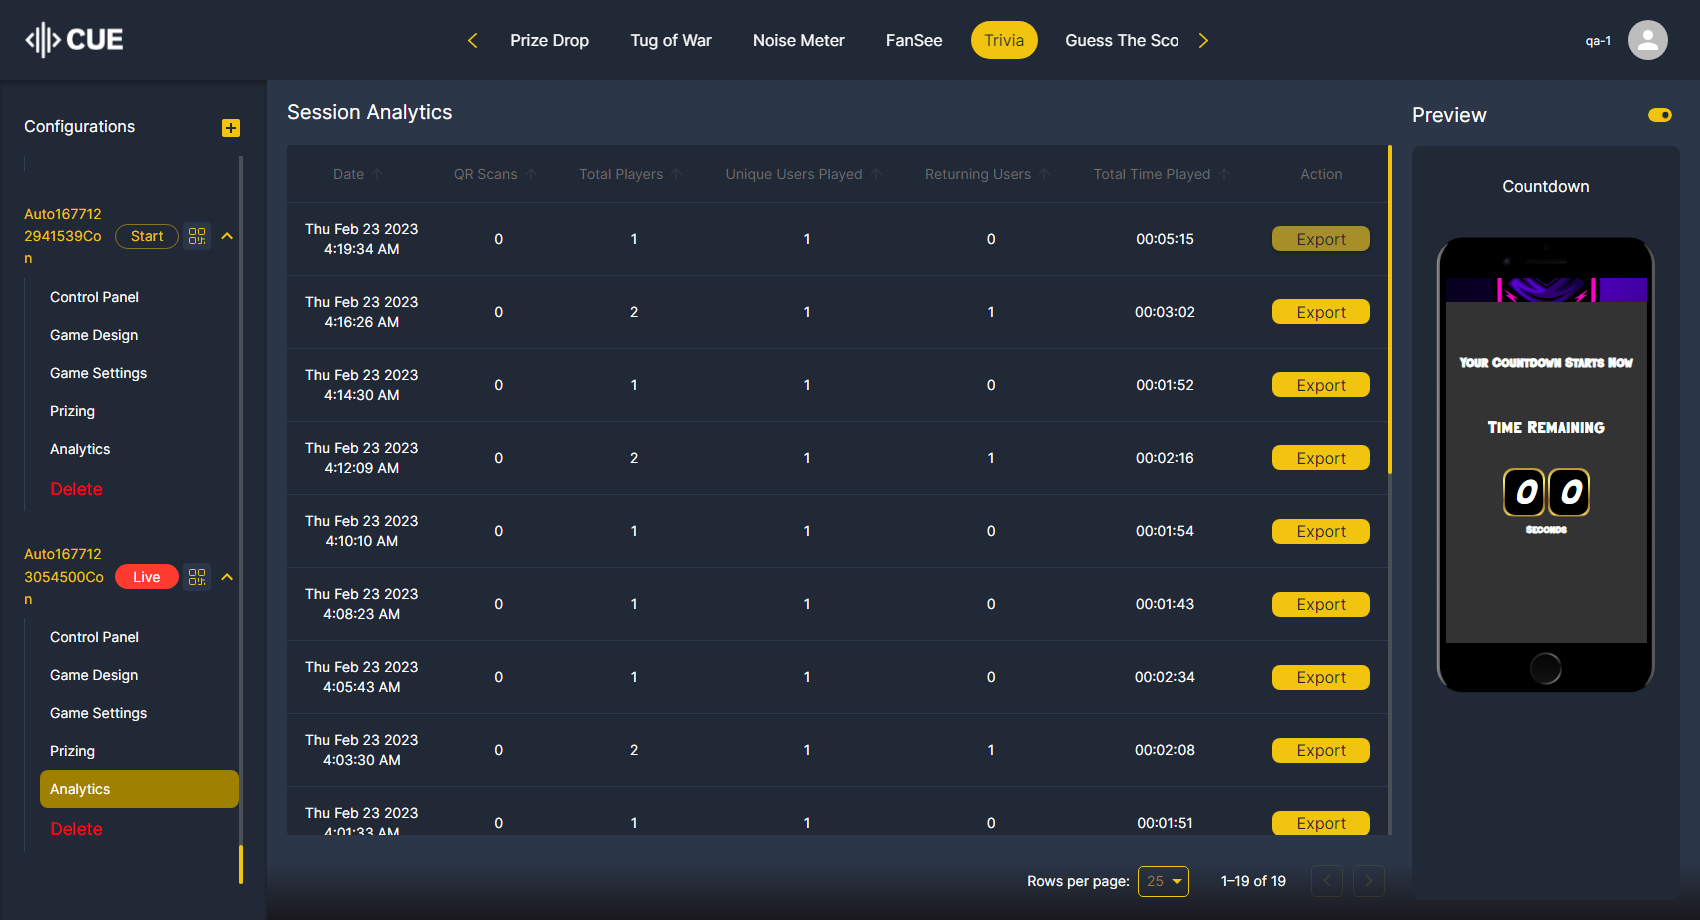 CUE
Prize Drop
Tug of War
Noise Meter
FanSee
Trivia
Guess The Sco
qa-1
Configurations
Auto167712
2941539Co
n
Start
Control Panel
Game Design
Game Settings
Prizing
Analytics
Delete
Auto167712
3054500Co
n
Live
Control Panel
Game Design
Game Settings
Prizing
Analytics
Delete
Session Analytics
Date QR Scans Total Players Unique Users Played Returning Users Total Time Played Action
Thu Feb 23 2023
4:19:34 AM
0 1 1 0 00:05:15 Export
Thu Feb 23 2023
4:16:26 AM
0 2 1 1 00:03:02 Export
Thu Feb 23 2023
4:14:30 AM
0 1 1 0 00:01:52 Export
Thu Feb 23 2023
4:12:09 AM
0 2 1 1 00:02:16 Export
Thu Feb 23 2023
4:10:10 AM
0 1 1 0 00:01:54 Export
Thu Feb 23 2023
4:08:23 AM
0 1 1 0 00:01:43 Export
Thu Feb 23 2023
4:05:43 AM
0 1 1 0 00:02:34 Export
Thu Feb 23 2023
4:03:30 AM
0 2 1 1 00:02:08 Export
Thu Feb 23 2023
4:01:33 AM
0 1 1 0 00:01:51 Export
Rows per page: 25 1–19 of 19
Preview
Countdown
Your Countdown Starts Now
Time Remaining
0 0
Seconds